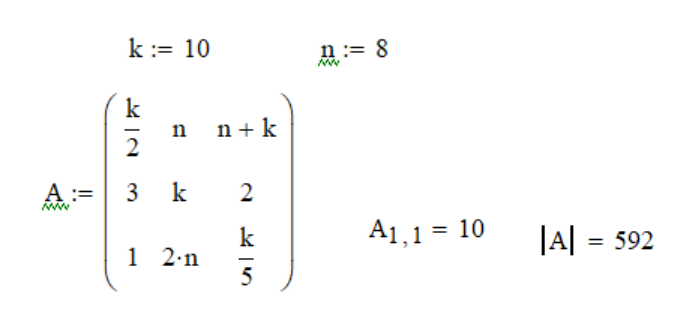 k := 10 n := 8
A := ( k/2 n n + k
3 k 2
1 2·n k/5 )
A1,1 = 10 |A| = 592